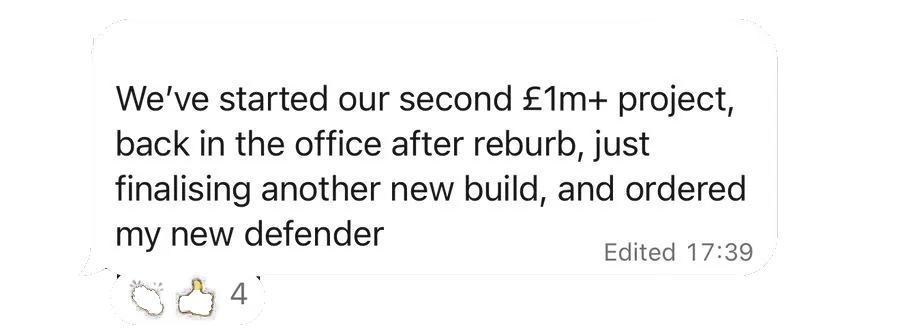 We’ve started our second £1m+ project,
back in the office after reburb, just
finalising another new build, and ordered
my new defender
Edited 17:39
4